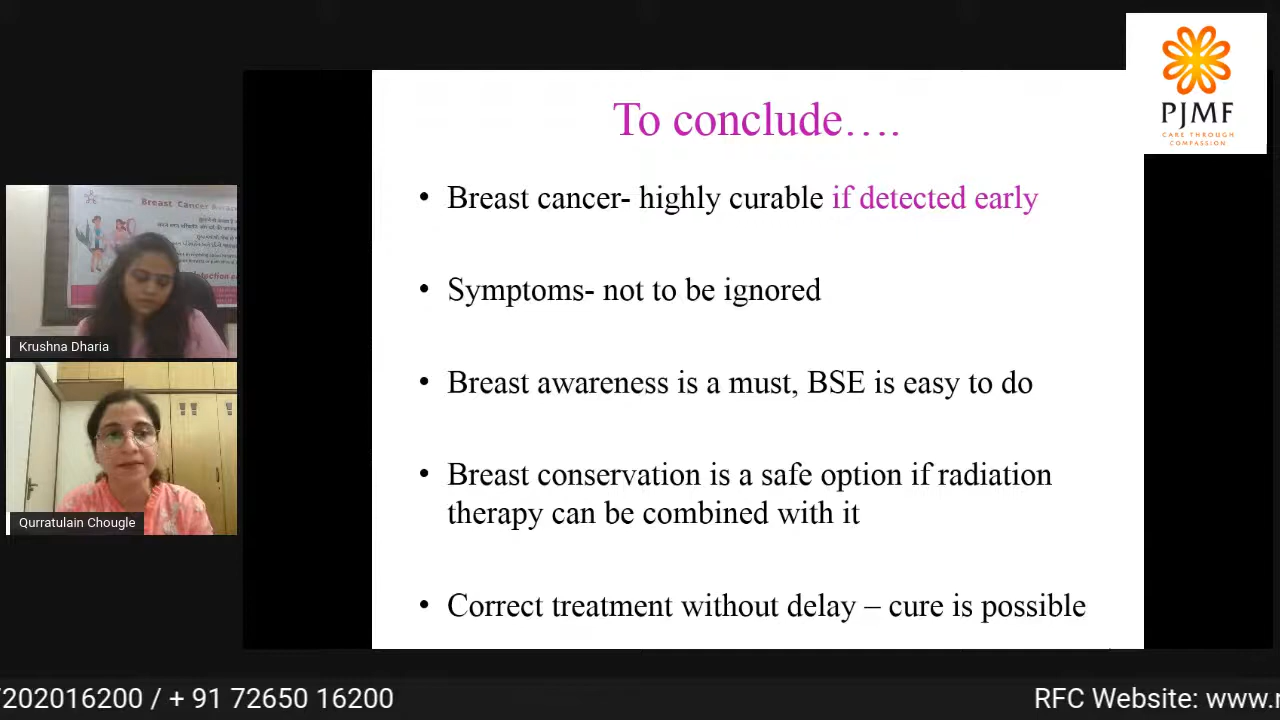 To conclude….
• Breast cancer- highly curable if detected early
• Symptoms- not to be ignored
• Breast awareness is a must, BSE is easy to do
• Breast conservation is a safe option if radiation
therapy can be combined with it
• Correct treatment without delay – cure is possible
PJMF
CARE THROUGH
COMPASSION
Breast Cancer
Krushna Dharia
Qurratulain Chougle
202016200 / + 91 72650 16200
RFC Website: www.